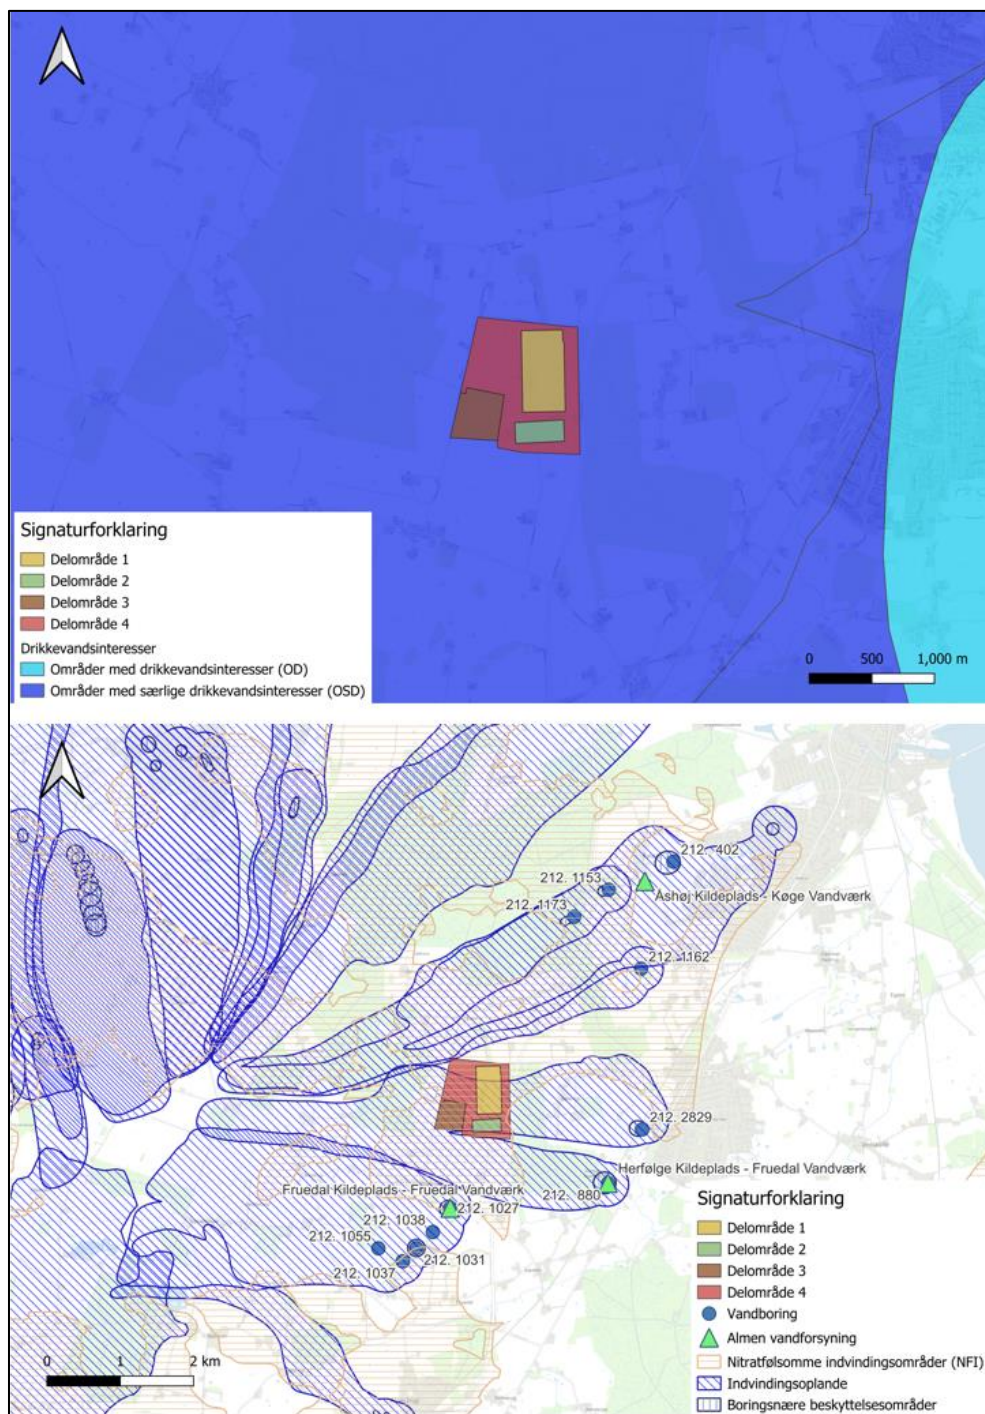 Signaturforklaring
Delområde 1
Delområde 2
Delområde 3
Delområde 4
Drikkevandsinteresser
Områder med drikkevandsinteresser (OD)
Områder med særlige drikkevandsinteresser (OSD)
0 500 1,000 m
212. 402
212. 1153
Åshøj Kildeplads - Køge Vandværk
212. 1173
212. 1162
212. 2829
Herfølge Kildeplads - Fruedal Vandværk
212. 880
Fruedal Kildeplads - Fruedal Vandværk
212. 1027
212. 1038
212. 1055
212. 1031
212. 1037
0 1 2 km
Signaturforklaring
Delområde 1
Delområde 2
Delområde 3
Delområde 4
Vandboring
Almen vandforsyning
Nitratfølsomme indvindingsområder (NFI)
Indvindingsoplande
Boringsnære beskyttelsesområder